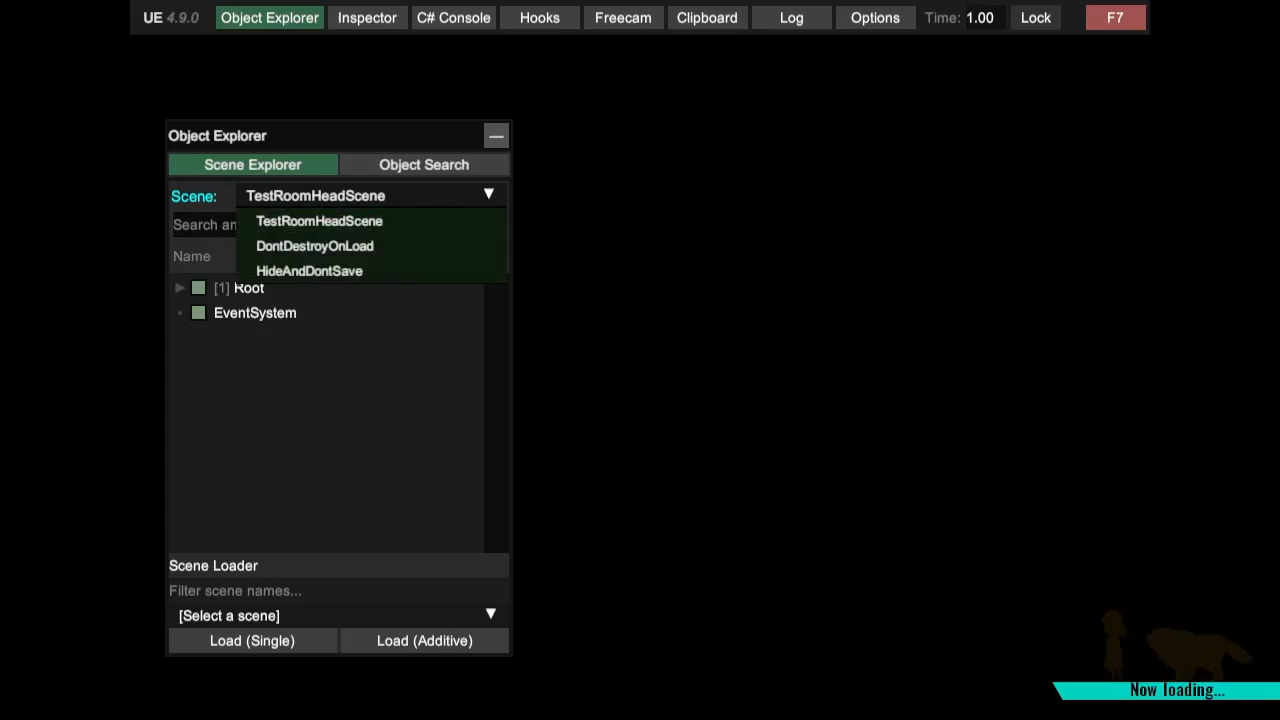 UE 4.9.0 Object Explorer Inspector C# Console Hooks Freecam Clipboard Log Options Time: 1.00 Lock F7
Object Explorer —
Scene Explorer Object Search
Scene: TestRoomHeadScene ▼
Search an
TestRoomHeadScene
DontDestroyOnLoad
Name
HideAndDontSave
[1] Root
EventSystem
Scene Loader
Filter scene names...
[Select a scene] ▼
Load (Single) Load (Additive)
Now loading...